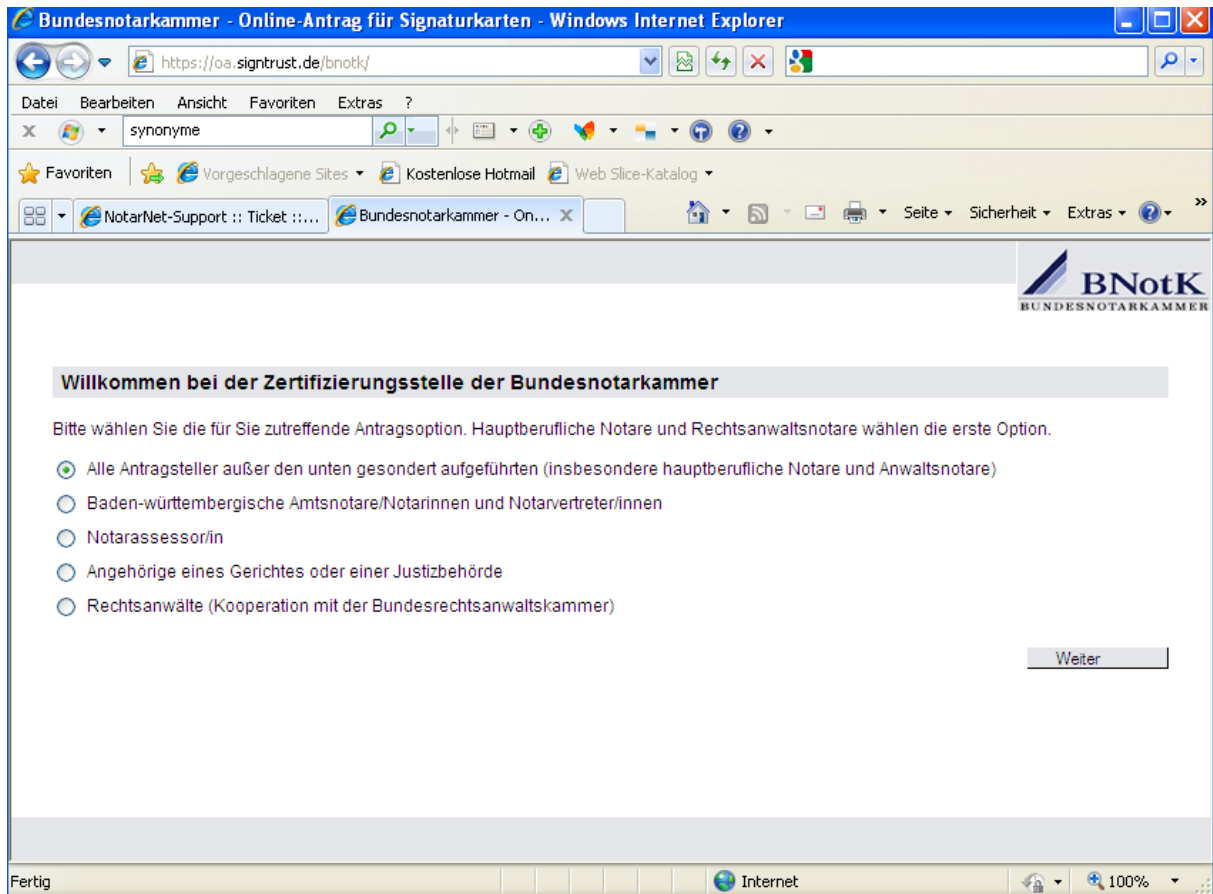 Bundesnotarkammer - Online-Antrag für Signaturkarten - Windows Internet Explorer
https://oa.signtrust.de/bnotk/
Datei Bearbeiten Ansicht Favoriten Extras ?
x synonyme
Favoriten Vorgeschlagene Sites Kostenlose Hotmail Web Slice-Katalog
NotarNet-Support :: Ticket ::... Bundesnotarkammer - On... X Seite Sicherheit Extras »
BNotK
BUNDESNOTARKAMMER
Willkommen bei der Zertifizierungsstelle der Bundesnotarkammer
Bitte wählen Sie die für Sie zutreffende Antragsoption. Hauptberufliche Notare und Rechtsanwaltsnotare wählen die erste Option.
Alle Antragsteller außer den unten gesondert aufgeführten (insbesondere hauptberufliche Notare und Anwaltsnotare)
Baden-württembergische Amtsnotare/Notarinnen und Notarvertreter/innen
Notarassessor/in
Angehörige eines Gerichtes oder einer Justizbehörde
Rechtsanwälte (Kooperation mit der Bundesrechtsanwaltskammer)
Weiter
Fertig Internet 100%